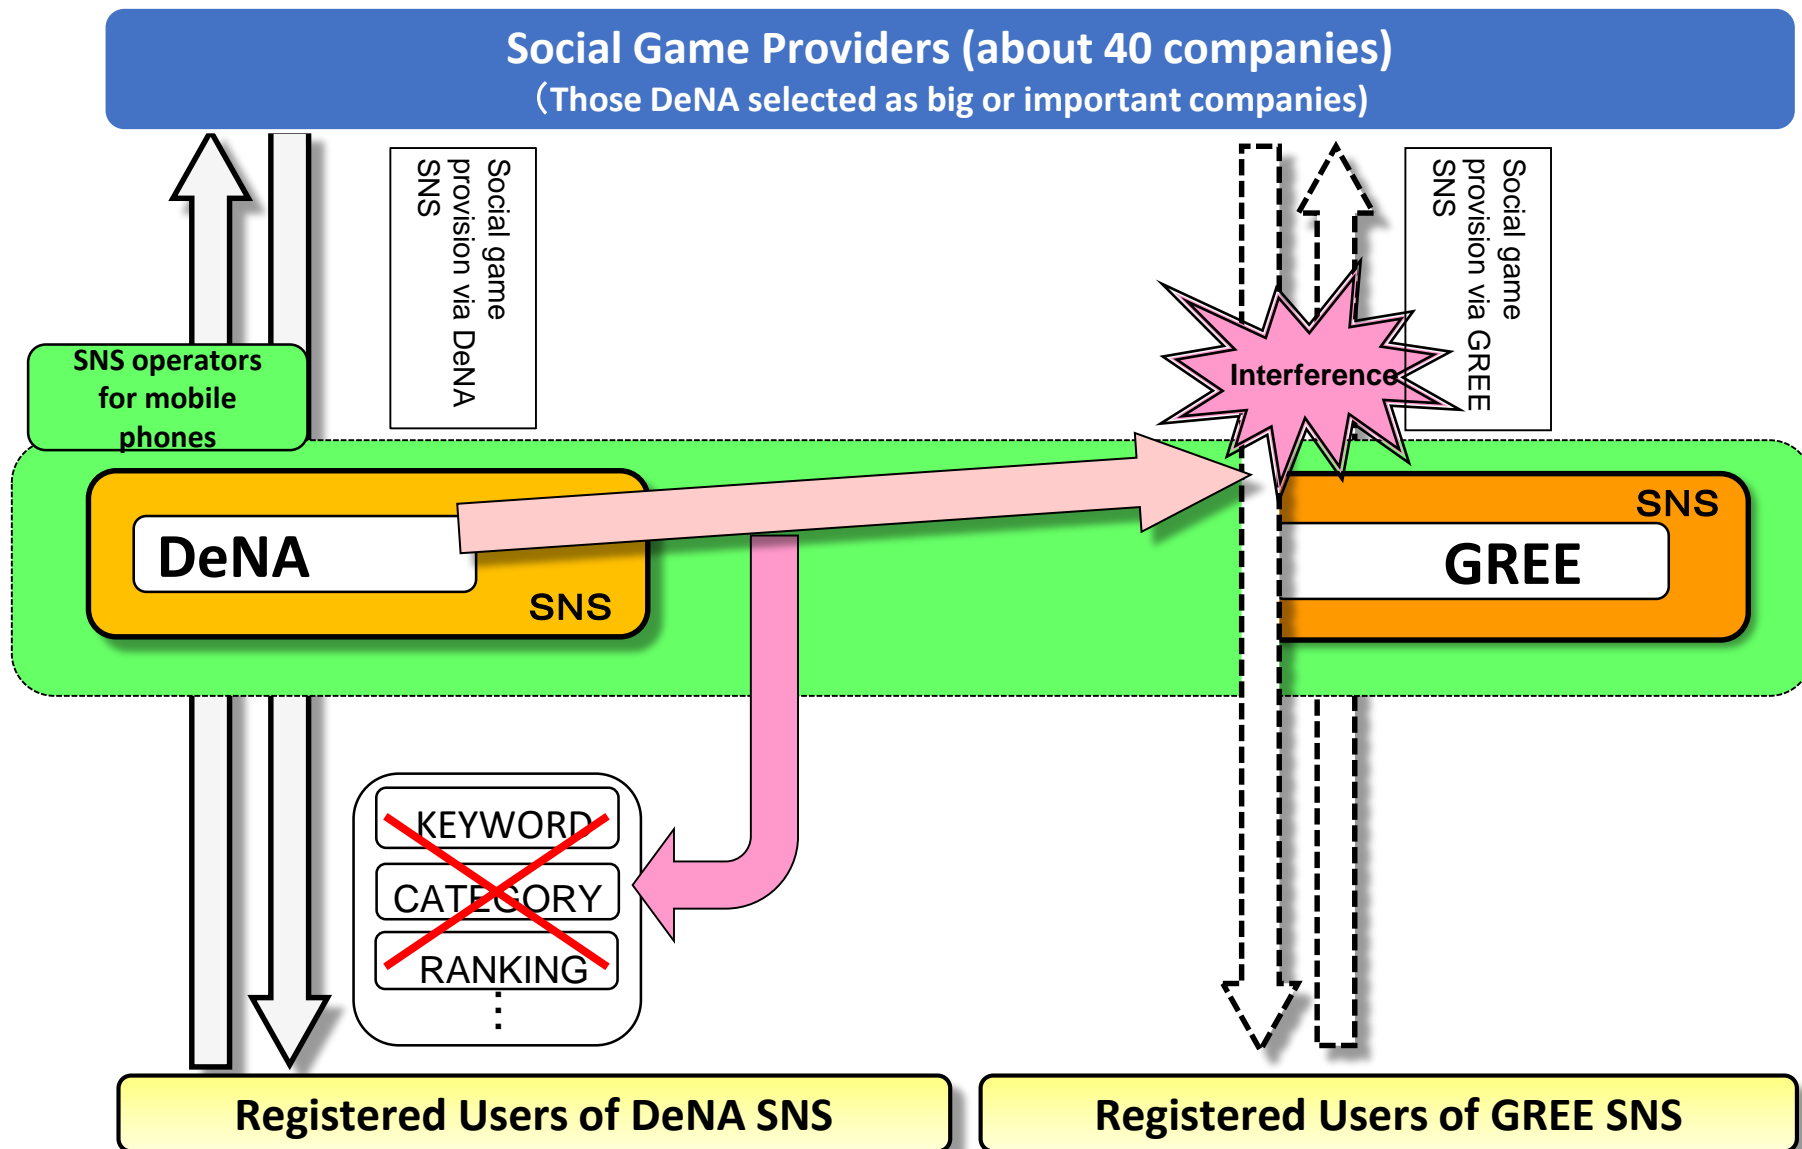 Social Game Providers (about 40 companies)
（Those DeNA selected as big or important companies)
Social game
provision via DeNA
SNS
Social game
provision via GREE
SNS
Interference
SNS operators
for mobile
phones
DeNA
SNS
SNS
GREE
KEYWORD
CATEGORY
RANKING
⋮
Registered Users of DeNA SNS
Registered Users of GREE SNS